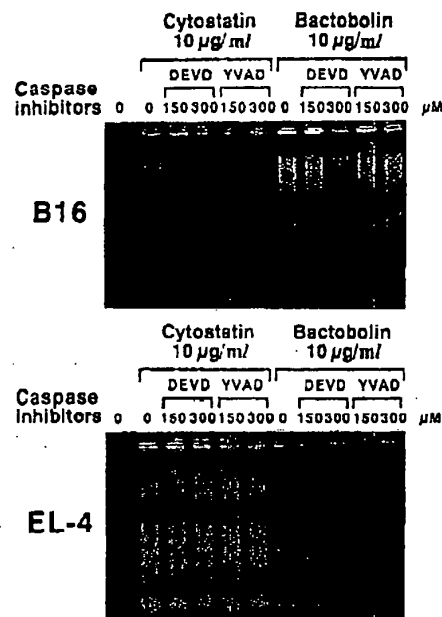 Cytostatin Bactobolin
10 µg/ml 10 µg/ml
DEVD YVAD DEVD YVAD
Caspase
inhibitors 0 0 150 300 150 300 0 150 300 150 300 µM
B16
Cytostatin Bactobolin
10 µg/ml 10 µg/ml
DEVD YVAD DEVD YVAD
Caspase
inhibitors 0 0 150 300 150 300 0 150 300 150 300 µM
EL-4